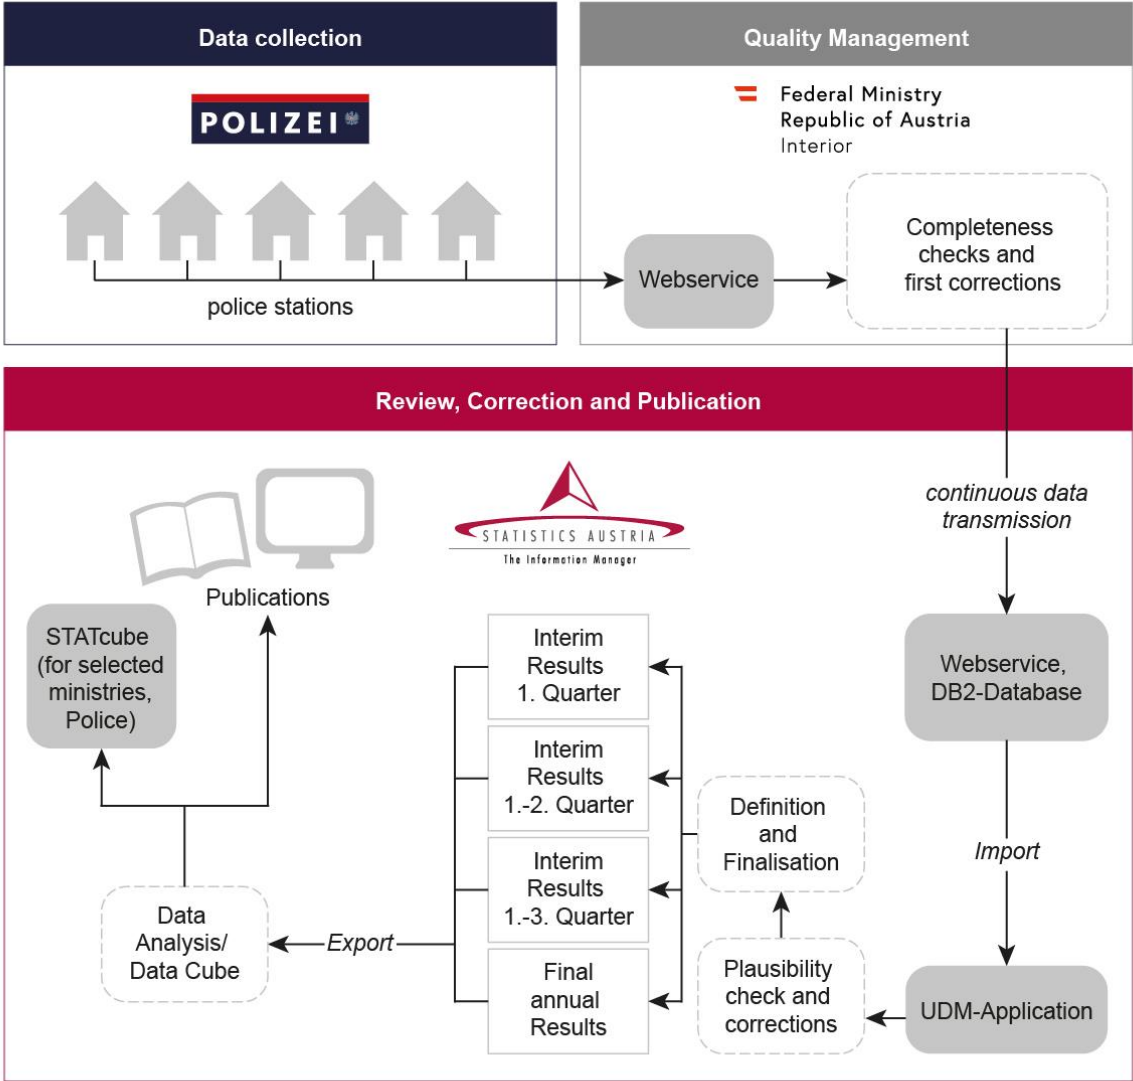 Data collection
POLIZEI
police stations
Quality Management
Federal Ministry
Republic of Austria
Interior
Webservice
Completeness
checks and
first corrections
Review, Correction and Publication
continuous data
transmission
STATISTICS AUSTRIA
The Information Manager
Publications
STATcube
(for selected
ministries,
Police)
Interim
Results
1. Quarter
Interim
Results
1.-2. Quarter
Interim
Results
1.-3. Quarter
Final
annual
Results
Webservice,
DB2-Database
Import
UDM-Application
Plausibility
check and
corrections
Definition
and
Finalisation
Export
Data
Analysis/
Data Cube